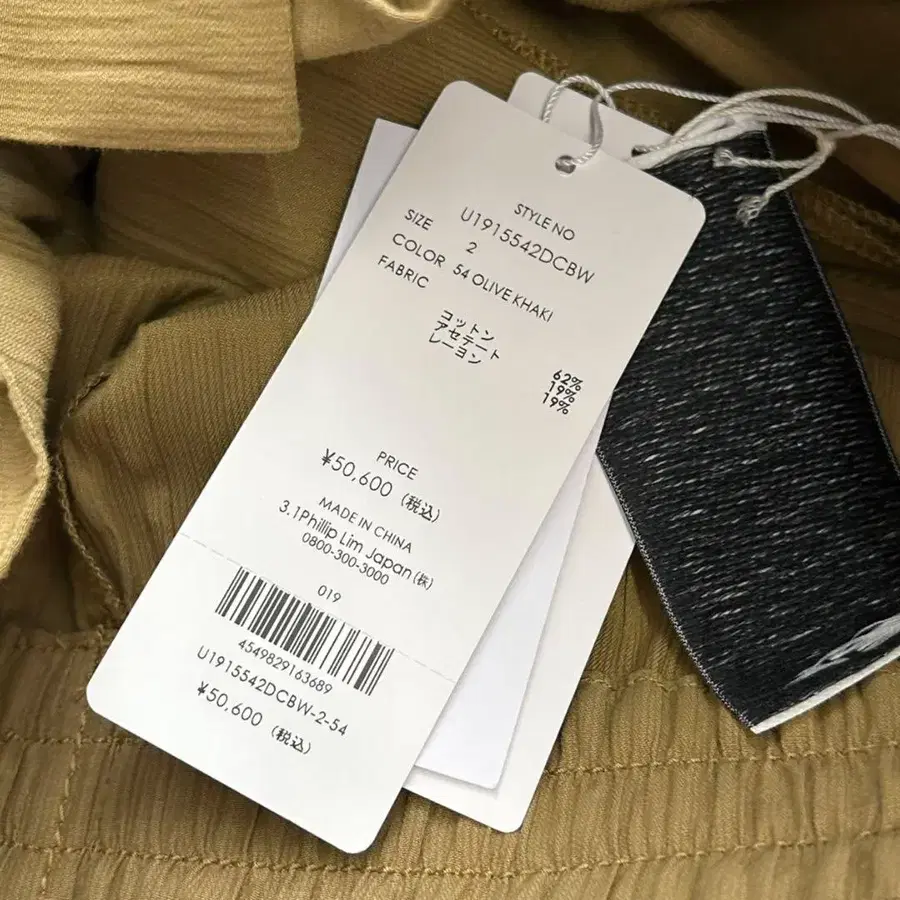 STYLE NO
U1915542DCBW
SIZE 2
COLOR 54 OLIVE KHAKI
FABRIC
コットン 62%
アセテート 19%
レーヨン 19%
PRICE
¥50,600 (税込)
MADE IN CHINA
3.1Phillip Lim Japan(株)
0800-300-3000
019
4549829163689
U1915542DCBW-2-54
¥50,600 (税込)